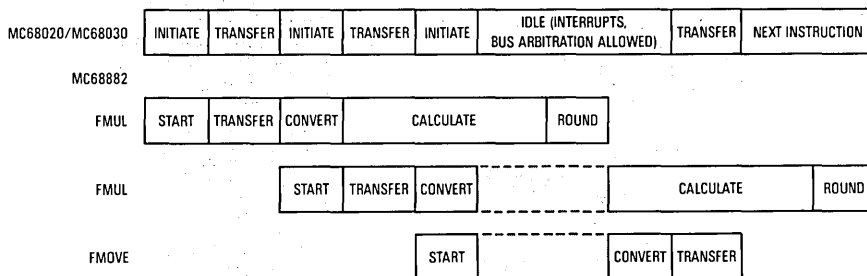 MC68020/MC68030 INITIATE TRANSFER INITIATE TRANSFER INITIATE IDLE (INTERRUPTS, BUS ARBITRATION ALLOWED) TRANSFER NEXT INSTRUCTION
MC68882
FMUL START TRANSFER CONVERT CALCULATE ROUND
FMUL START TRANSFER CONVERT CALCULATE ROUND
FMOVE START CONVERT TRANSFER